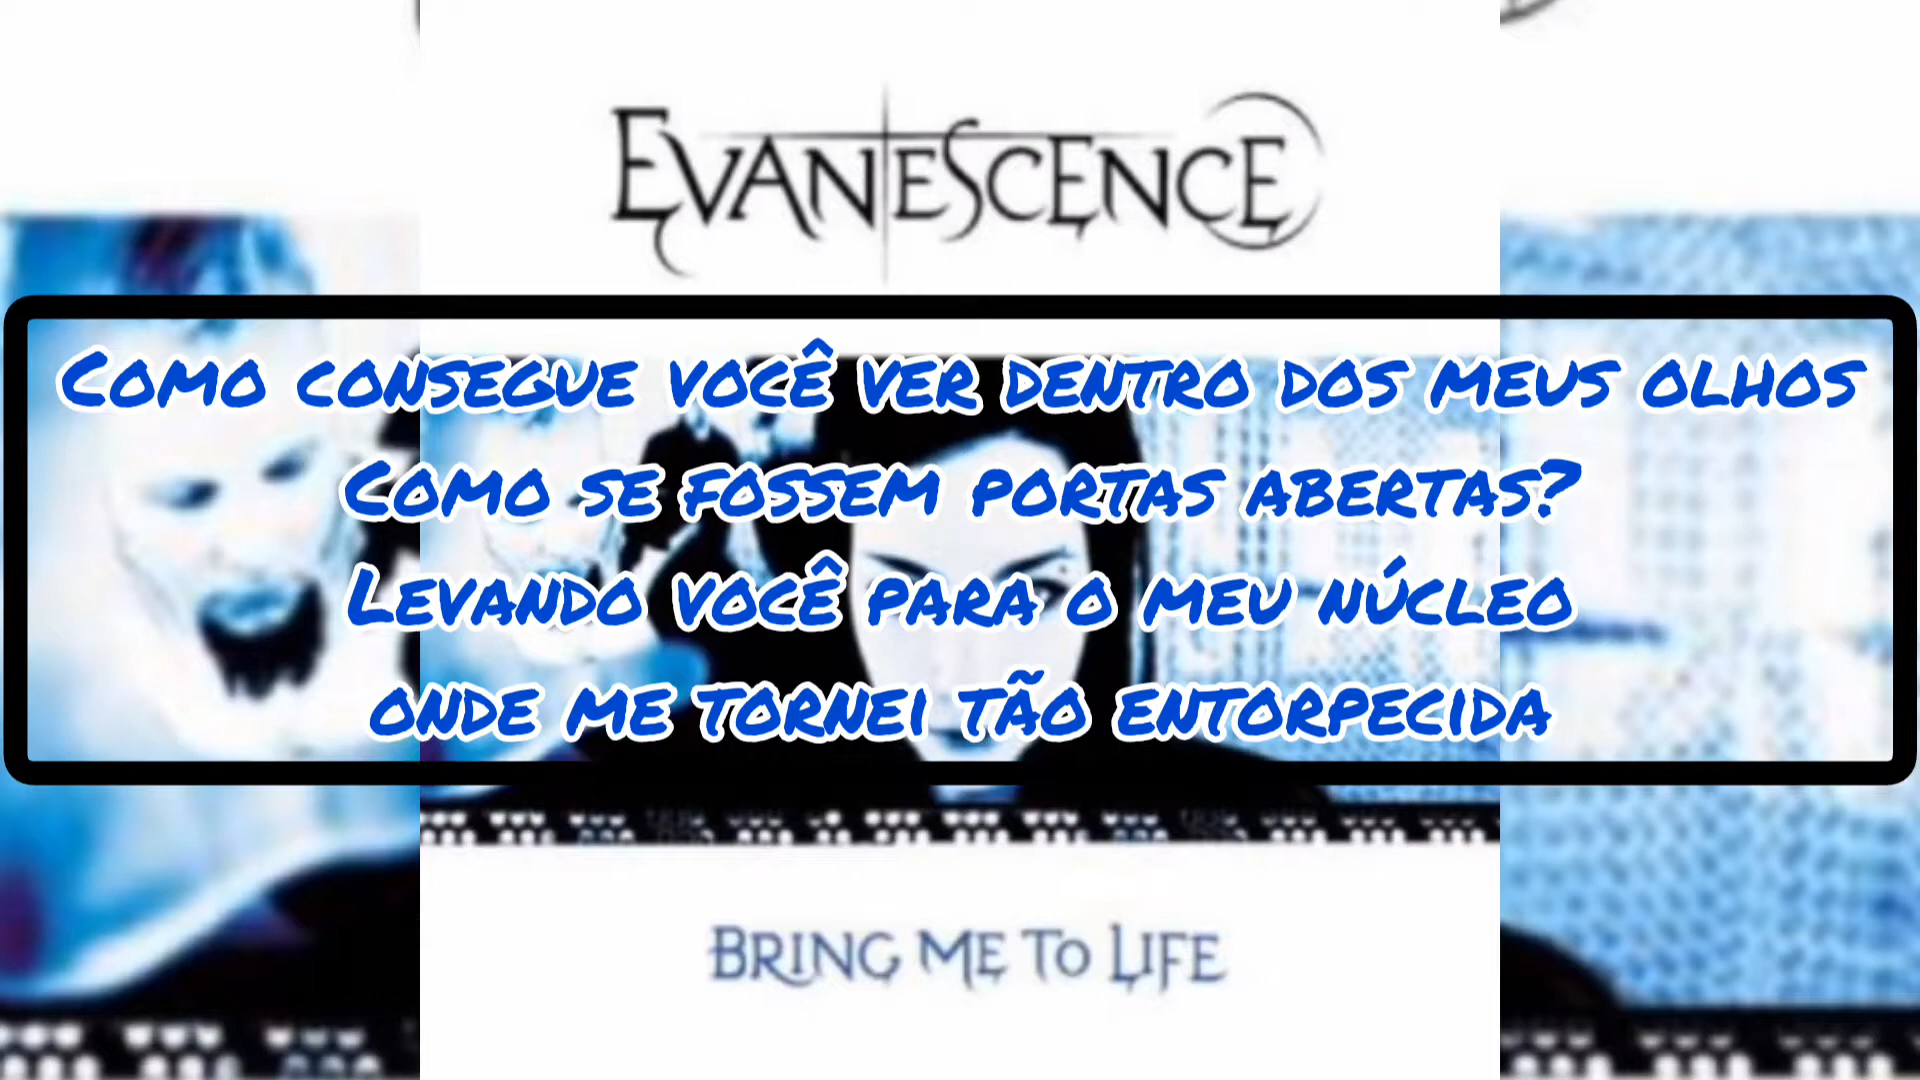 EVANESCENCE
Como consegue você ver dentro dos meus olhos
Como se fossem portas abertas?
Levando você para o meu núcleo
onde me tornei tão entorpecida
BRING ME TO LIFE